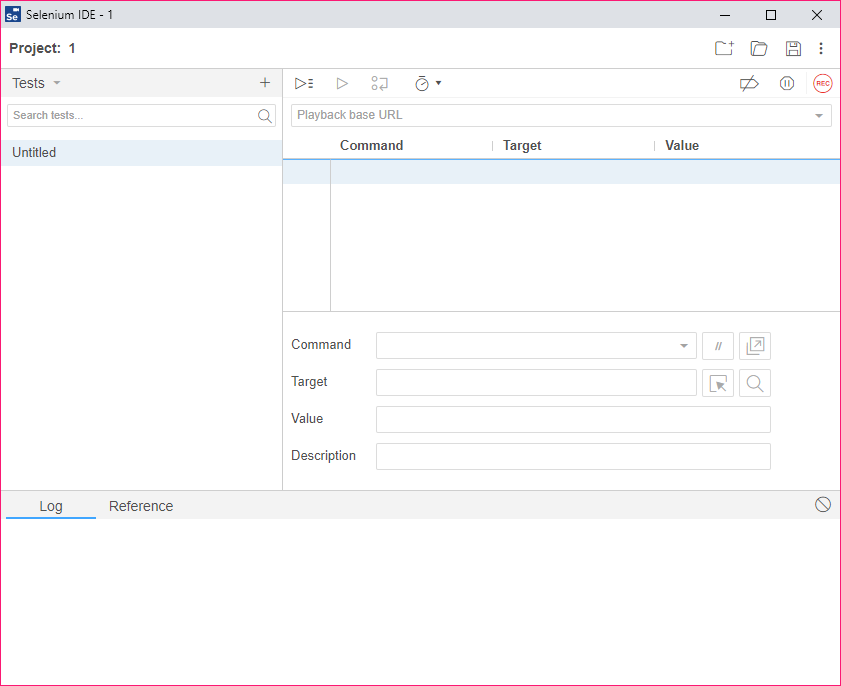 Se Selenium IDE - 1
Project: 1
Tests
+
REC
Search tests...
Playback base URL
Untitled
Command Target Value
Command
//
Target
Value
Description
Log Reference